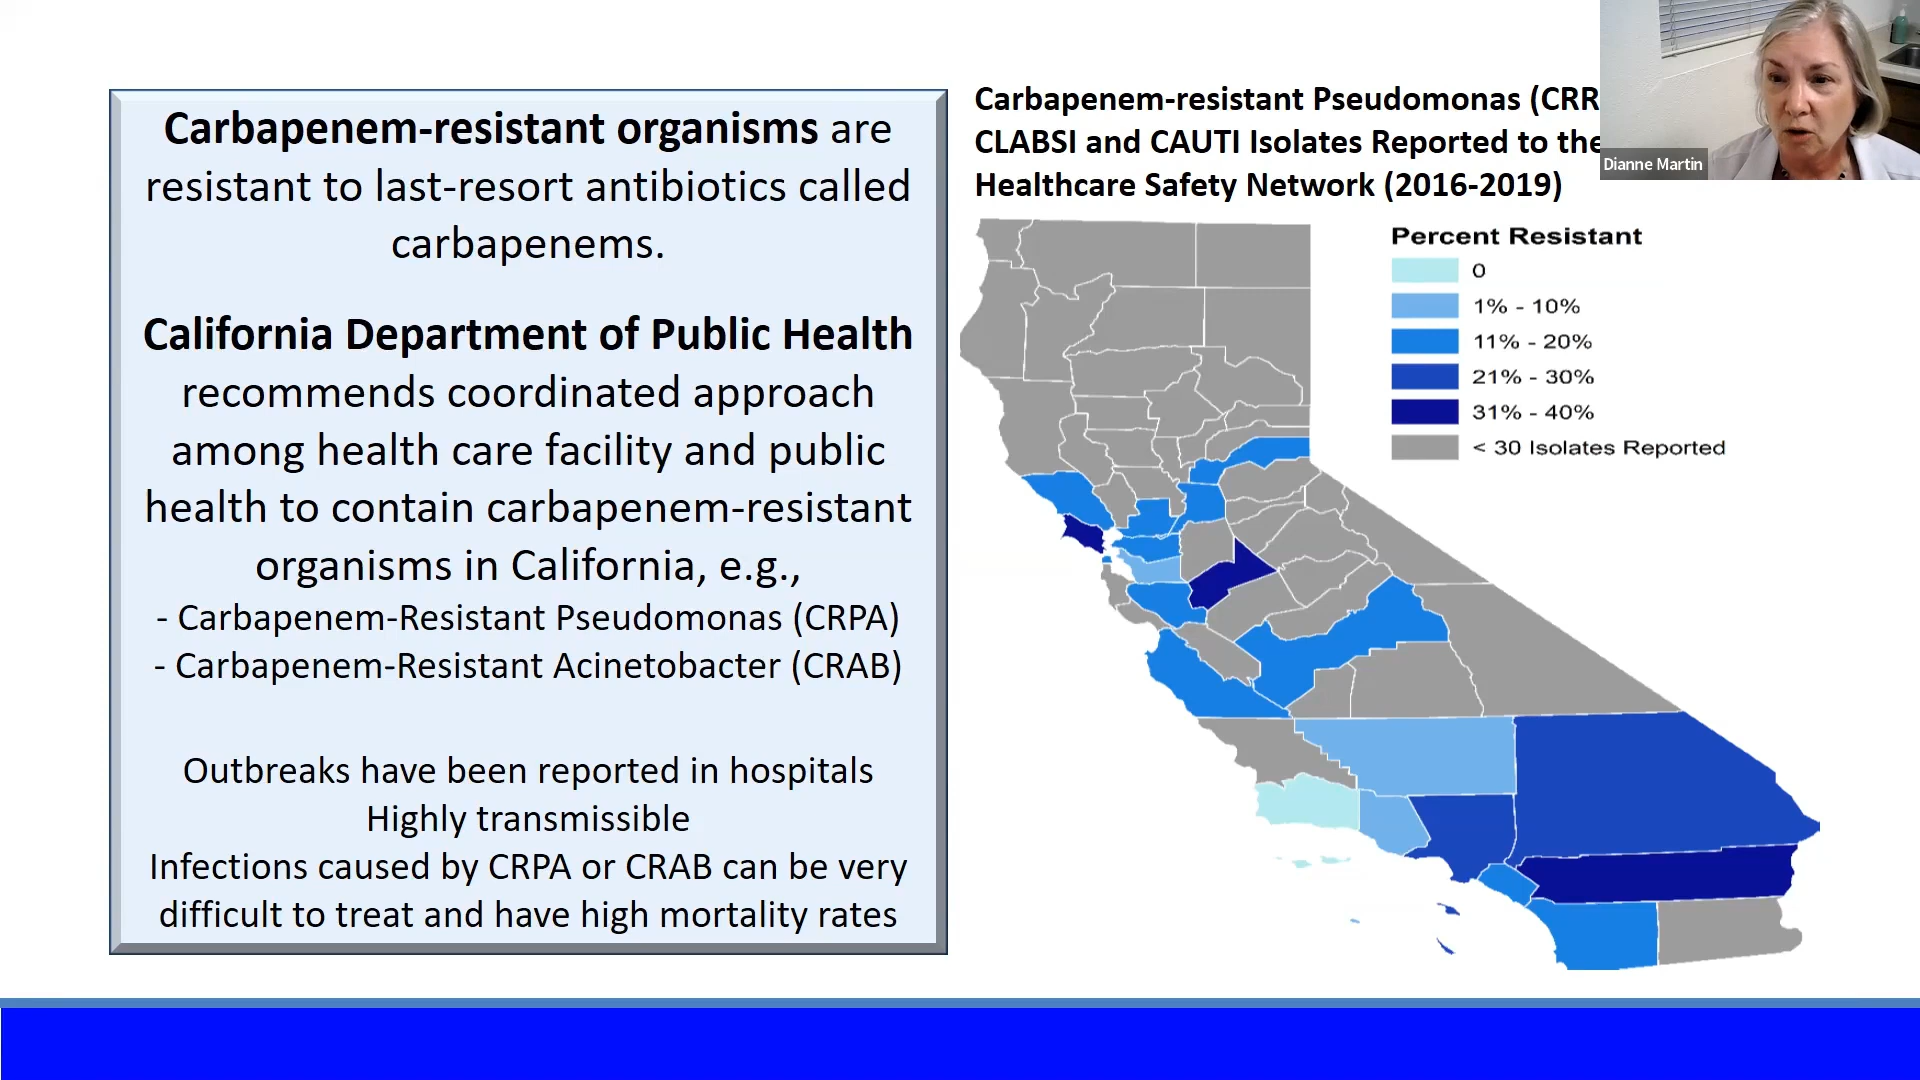 Carbapenem-resistant organisms are
resistant to last-resort antibiotics called
carbapenems.
California Department of Public Health
recommends coordinated approach
among health care facility and public
health to contain carbapenem-resistant
organisms in California, e.g.,
- Carbapenem-Resistant Pseudomonas (CRPA)
- Carbapenem-Resistant Acinetobacter (CRAB)
Outbreaks have been reported in hospitals
Highly transmissible
Infections caused by CRPA or CRAB can be very
difficult to treat and have high mortality rates
Carbapenem-resistant Pseudomonas (CRR
CLABSI and CAUTI Isolates Reported to the
Healthcare Safety Network (2016-2019)
Dianne Martin
Percent Resistant
0
1% - 10%
11% - 20%
21% - 30%
31% - 40%
< 30 Isolates Reported